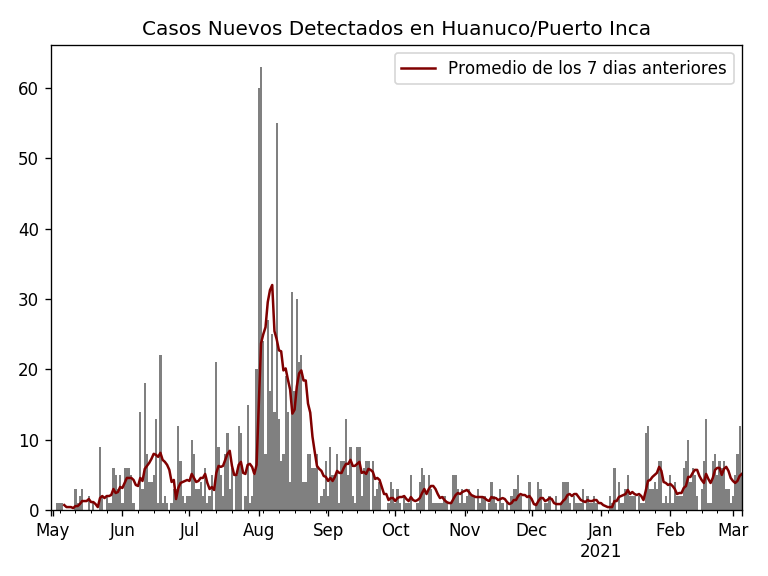 Casos Nuevos Detectados en Huanuco/Puerto Inca
Promedio de los 7 dias anteriores
60
50
40
30
20
10
0
May Jun Jul Aug Sep Oct Nov Dec Jan Feb Mar
2021